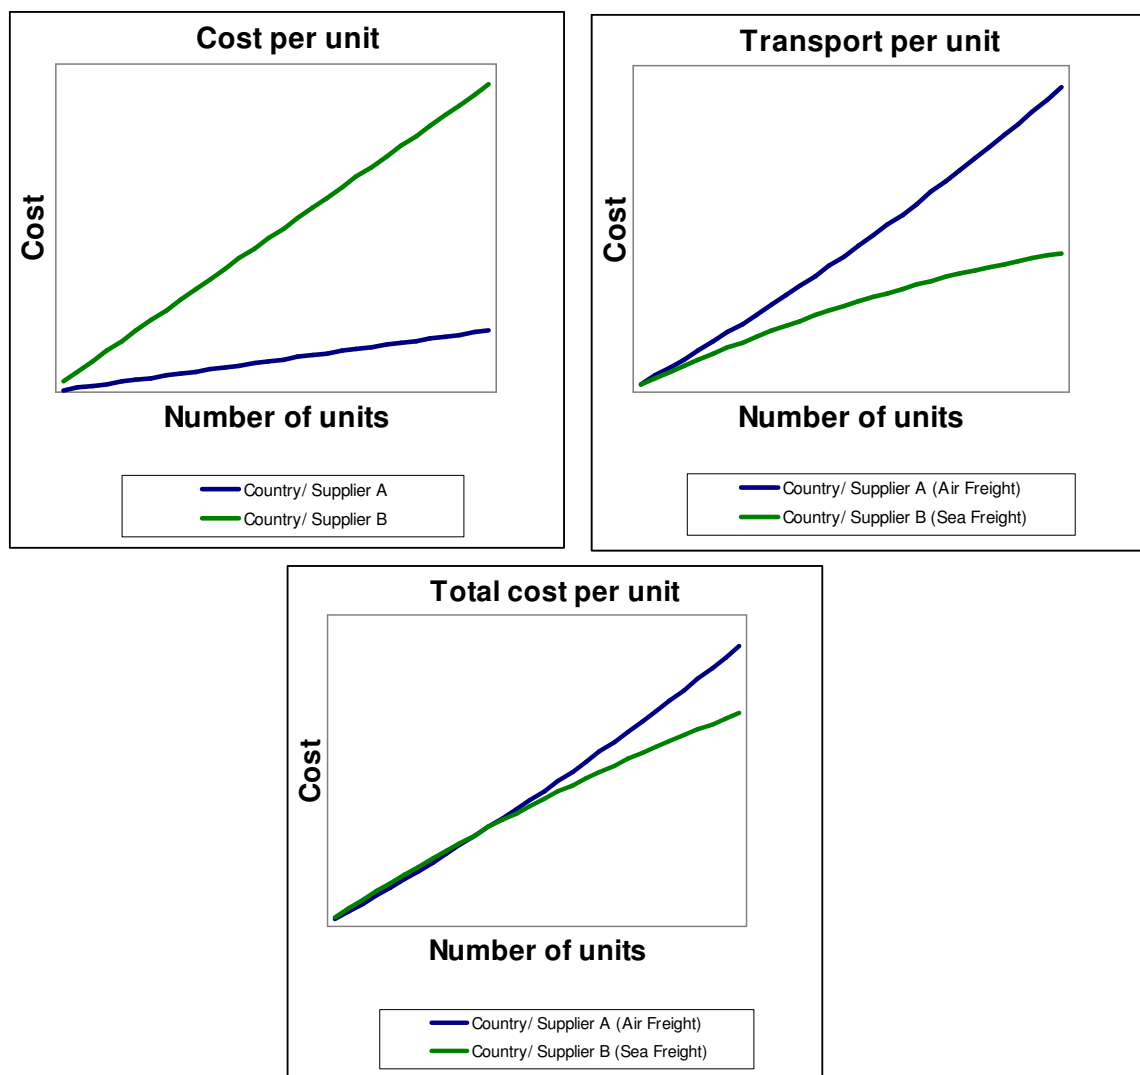 Cost per unit
Cost
Number of units
Country/ Supplier A
Country/ Supplier B
Transport per unit
Cost
Number of units
Country/ Supplier A (Air Freight)
Country/ Supplier B (Sea Freight)
Total cost per unit
Cost
Number of units
Country/ Supplier A (Air Freight)
Country/ Supplier B (Sea Freight)